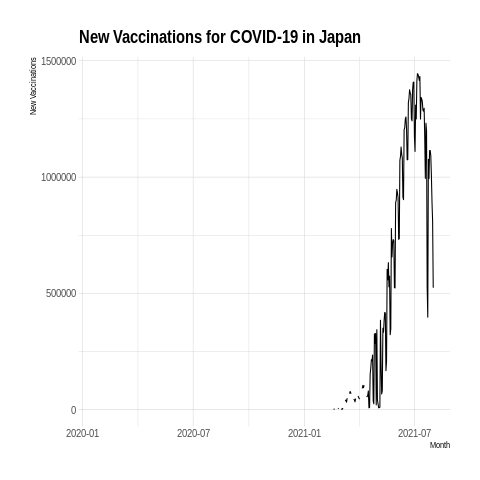 New Vaccinations for COVID-19 in Japan
New Vaccinations
1500000
1000000
500000
0
2020-01
2020-07
2021-01
2021-07
Month